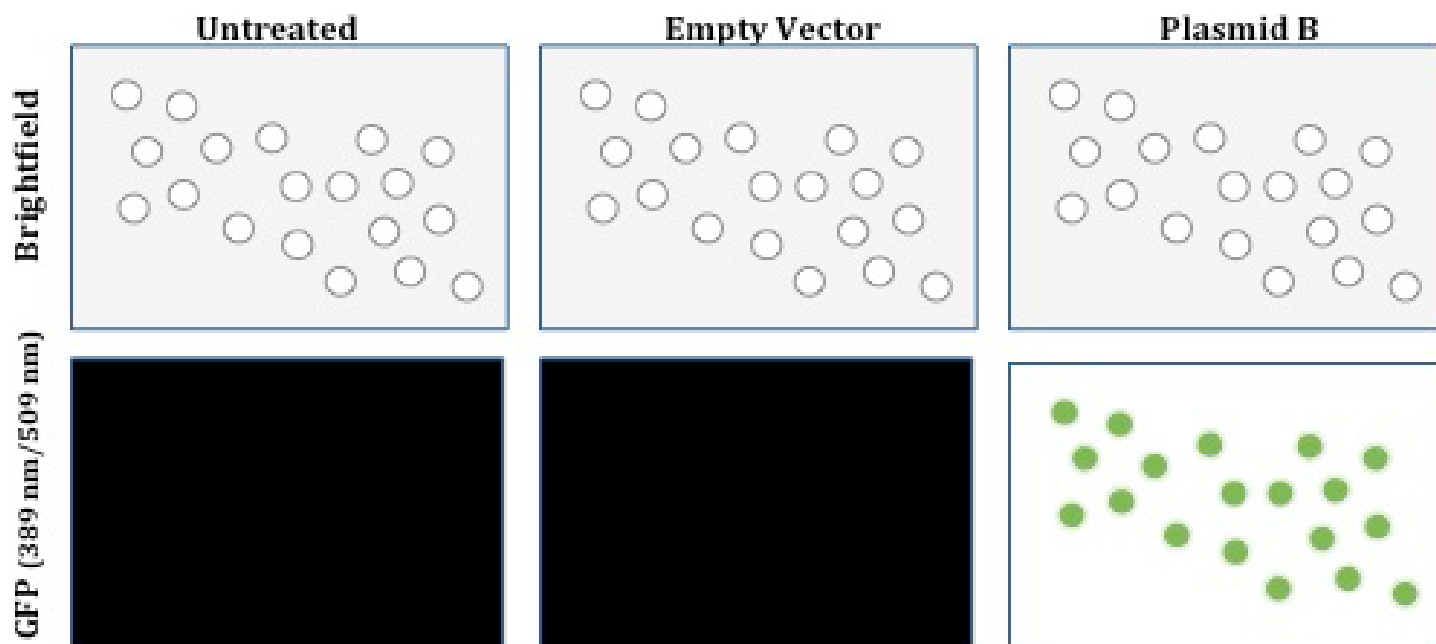 Untreated
Empty Vector
Plasmid B
Brightfield
GFP (389 nm/509 nm)